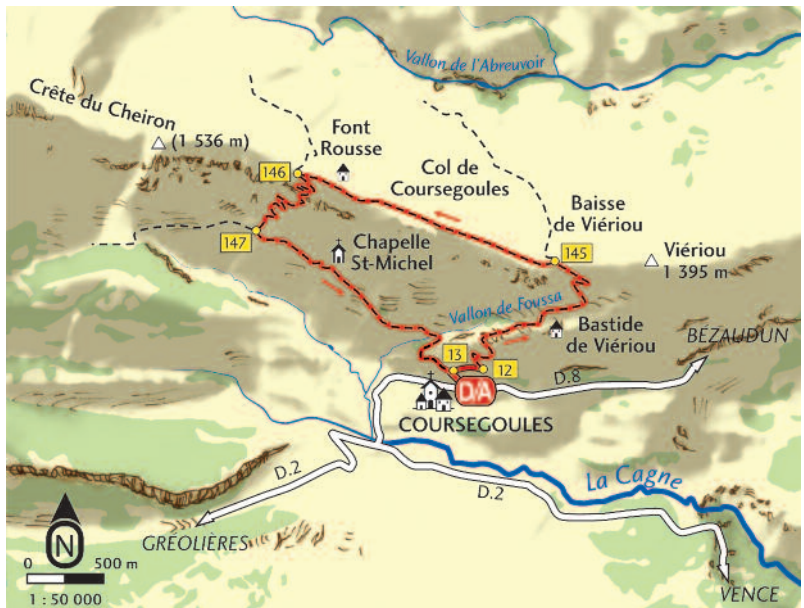 Vallon de l'Abreuvoir
Crête du Cheiron
(1 536 m)
Font
Rousse
146
Col de
Coursegoules
Baisse
de Viériou
147
Chapelle
St-Michel
145
Viériou
1 395 m
Vallon de Foussa
Bastide
de Viériou
BÉZAUDUN
13
12
D/A
D.8
COURSEGOULES
D.2
D.2
La Cagne
GRÉOLIÈRES
VENCE
N
0 500 m
1 : 50 000